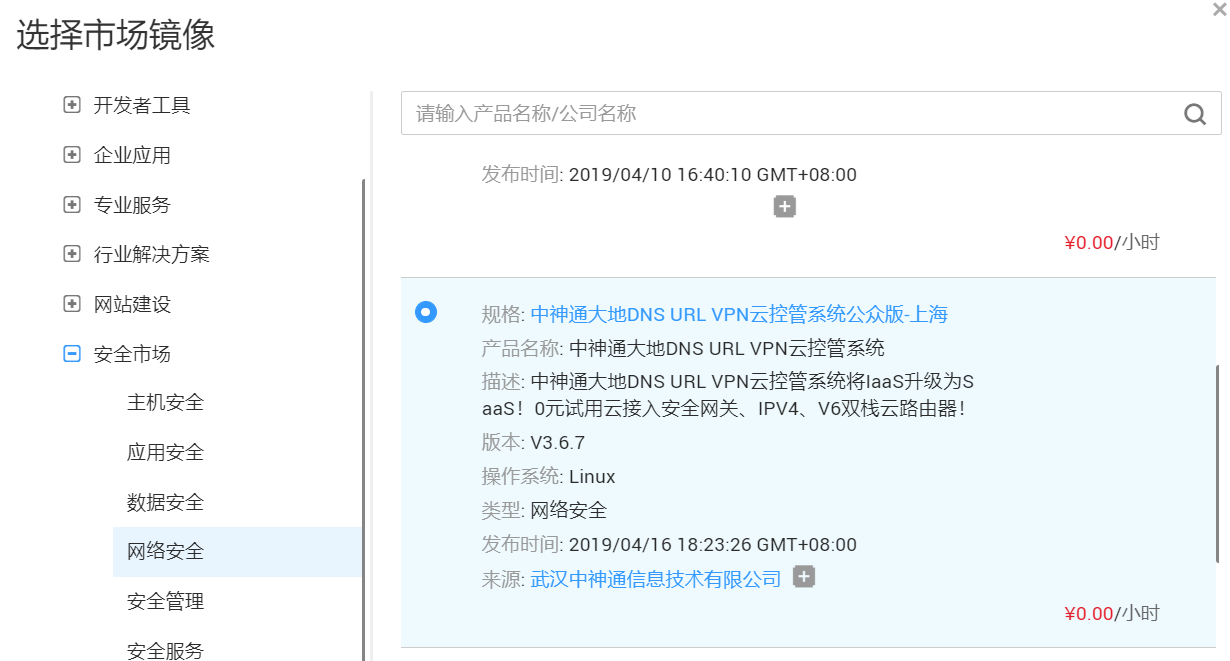 选择市场镜像
开发者工具
企业应用
专业服务
行业解决方案
网站建设
安全市场
主机安全
应用安全
数据安全
网络安全
安全管理
安全服务
请输入产品名称/公司名称
发布时间: 2019/04/10 16:40:10 GMT+08:00
¥0.00/小时
规格: 中神通大地DNS URL VPN云控管系统公众版-上海
产品名称: 中神通大地DNS URL VPN云控管系统
描述: 中神通大地DNS URL VPN云控管系统将IaaS升级为S
aaS！0元试用云接入安全网关、IPV4、V6双栈云路由器！
版本: V3.6.7
操作系统: Linux
类型: 网络安全
发布时间: 2019/04/16 18:23:26 GMT+08:00
来源: 武汉中神通信息技术有限公司
¥0.00/小时